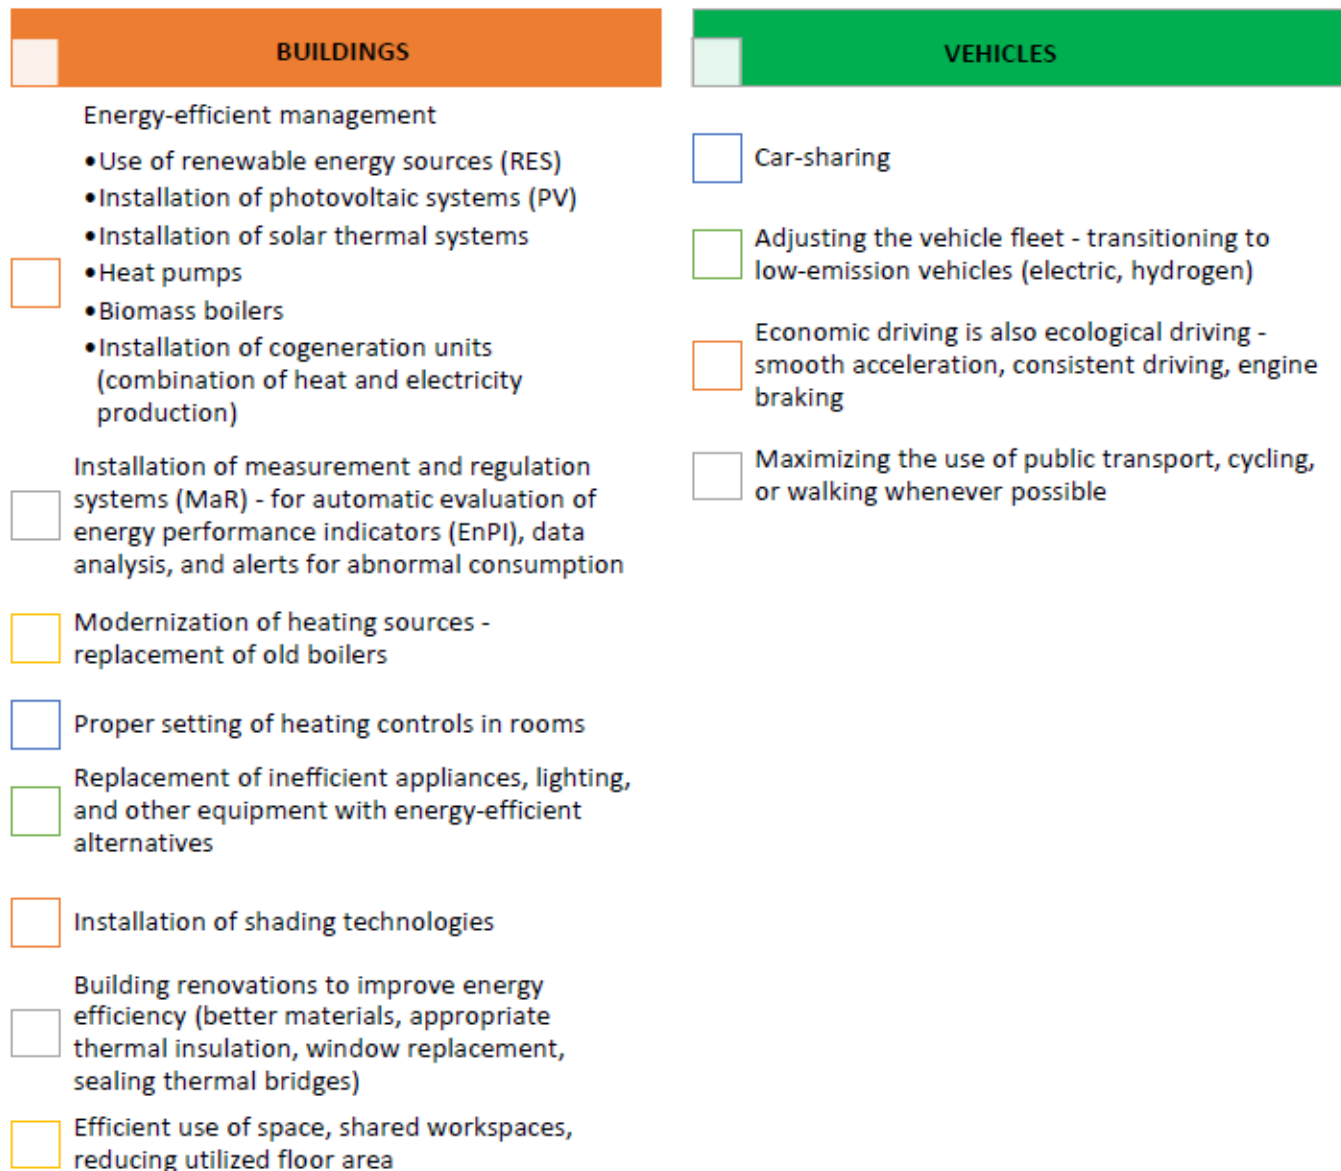 BUILDINGS
Energy-efficient management
•Use of renewable energy sources (RES)
•Installation of photovoltaic systems (PV)
•Installation of solar thermal systems
•Heat pumps
•Biomass boilers
•Installation of cogeneration units
(combination of heat and electricity
production)
Installation of measurement and regulation
systems (MaR) - for automatic evaluation of
energy performance indicators (EnPI), data
analysis, and alerts for abnormal consumption
Modernization of heating sources -
replacement of old boilers
Proper setting of heating controls in rooms
Replacement of inefficient appliances, lighting,
and other equipment with energy-efficient
alternatives
Installation of shading technologies
Building renovations to improve energy
efficiency (better materials, appropriate
thermal insulation, window replacement,
sealing thermal bridges)
Efficient use of space, shared workspaces,
reducing utilized floor area
VEHICLES
Car-sharing
Adjusting the vehicle fleet - transitioning to
low-emission vehicles (electric, hydrogen)
Economic driving is also ecological driving -
smooth acceleration, consistent driving, engine
braking
Maximizing the use of public transport, cycling,
or walking whenever possible